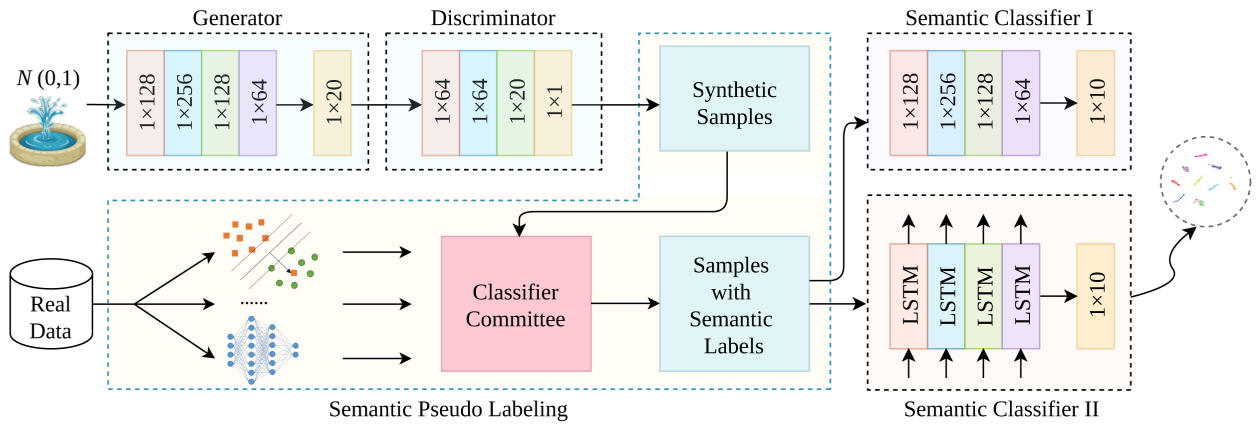 Generator
Discriminator
Semantic Classifier I
N (0,1)
1×128
1×256
1×128
1×64
1×20
1×64
1×64
1×20
1×1
Synthetic
Samples
1×128
1×256
1×128
1×64
1×10
Real
Data
......
Classifier
Committee
Samples
with
Semantic
Labels
LSTM
LSTM
LSTM
LSTM
1×10
Semantic Pseudo Labeling
Semantic Classifier II